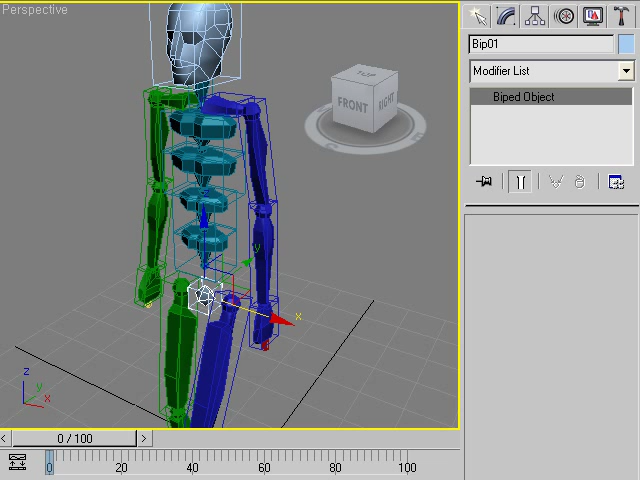 Perspective
Bip01
Modifier List
Biped Object
TOP
FRONT
RIGHT
z
y
x
z
y
x
0 / 100
0 20 40 60 80 100